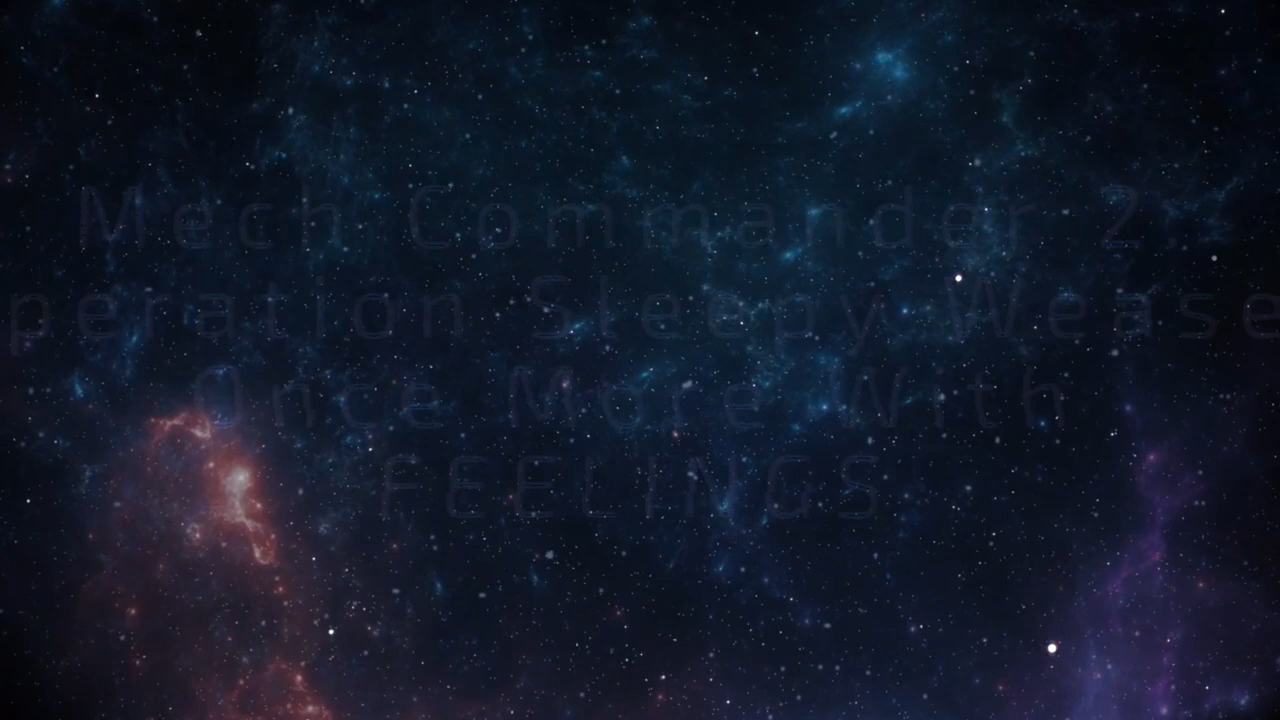 Mech Commander 2.
peration Sleepy Wease
Once More With
FEELINGS